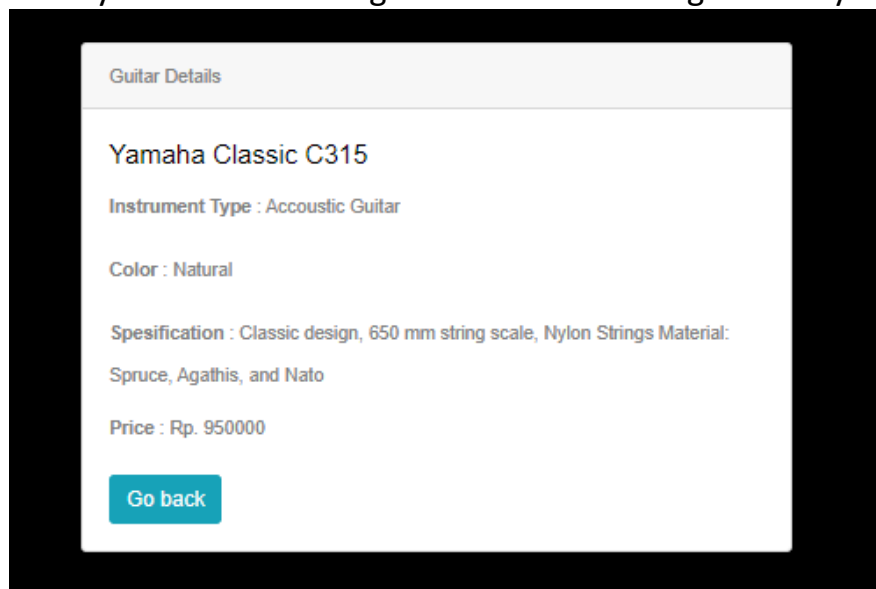 Guitar Details
Yamaha Classic C315
Instrument Type : Accoustic Guitar
Color : Natural
Spesification : Classic design, 650 mm string scale, Nylon Strings Material:
Spruce, Agathis, and Nato
Price : Rp. 950000
Go back